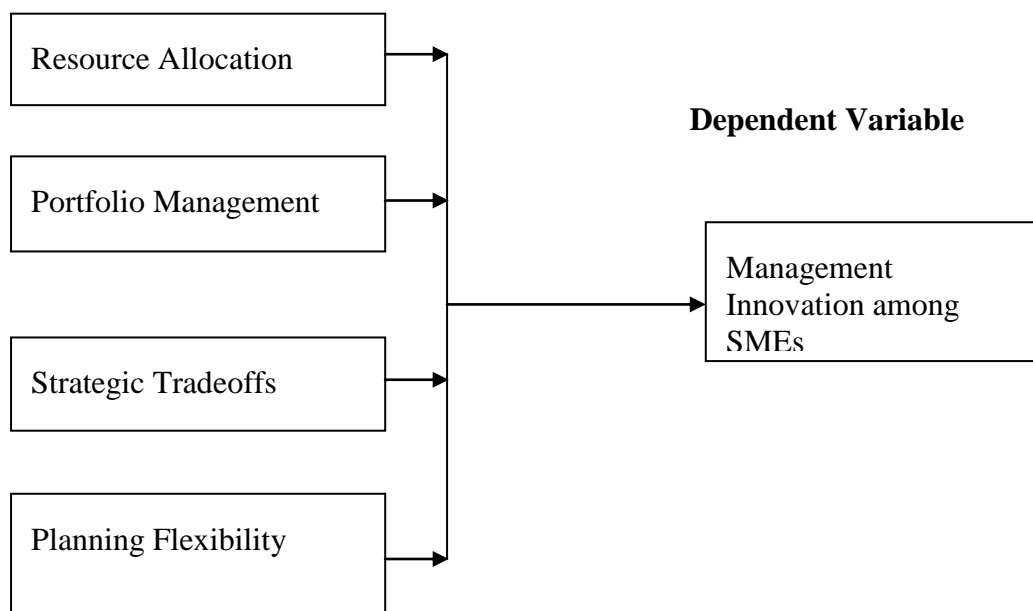 Resource Allocation
Dependent Variable
Portfolio Management
Management
Innovation among
SMEs
Strategic Tradeoffs
Planning Flexibility